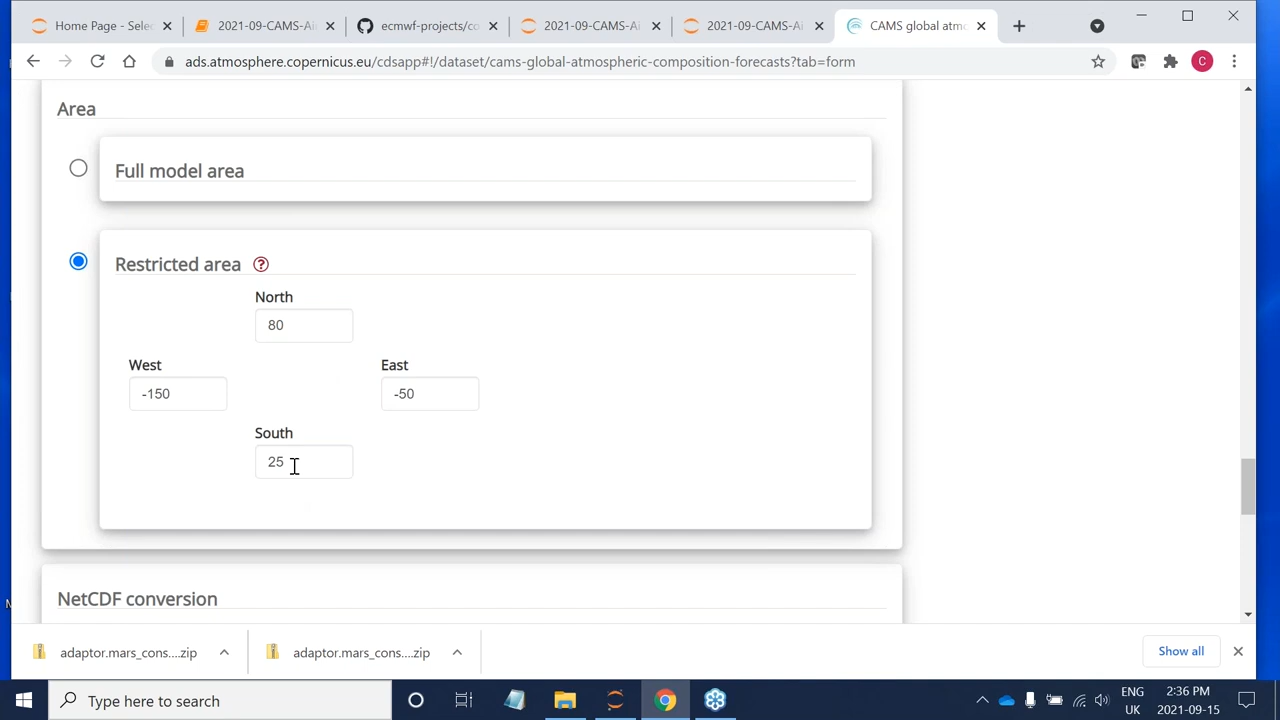 Home Page - Selec
2021-09-CAMS-Ai
ecmwf-projects/co
2021-09-CAMS-Ai
2021-09-CAMS-Ai
CAMS global atmo
ads.atmosphere.copernicus.eu/cdsapp#!/dataset/cams-global-atmospheric-composition-forecasts?tab=form
C
Area
Full model area
Restricted area ?
North
80
West
East
-150
-50
South
25
NetCDF conversion
adaptor.mars_cons....zip
adaptor.mars_cons....zip
Show all
Type here to search
ENG
UK
2:36 PM
2021-09-15